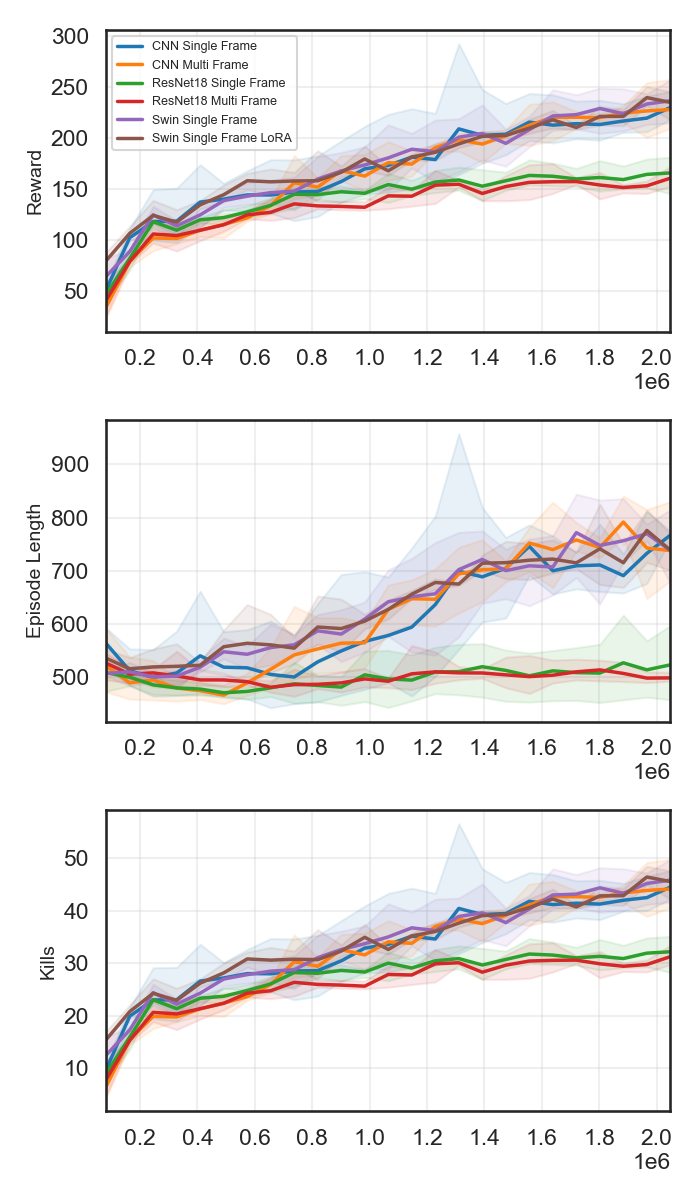 300
250
200
150
100
50
Reward
CNN Single Frame
CNN Multi Frame
ResNet18 Single Frame
ResNet18 Multi Frame
Swin Single Frame
Swin Single Frame LoRA
0.2 0.4 0.6 0.8 1.0 1.2 1.4 1.6 1.8 2.0
1e6
900
800
700
600
500
Episode Length
0.2 0.4 0.6 0.8 1.0 1.2 1.4 1.6 1.8 2.0
1e6
50
40
30
20
10
Kills
0.2 0.4 0.6 0.8 1.0 1.2 1.4 1.6 1.8 2.0
1e6